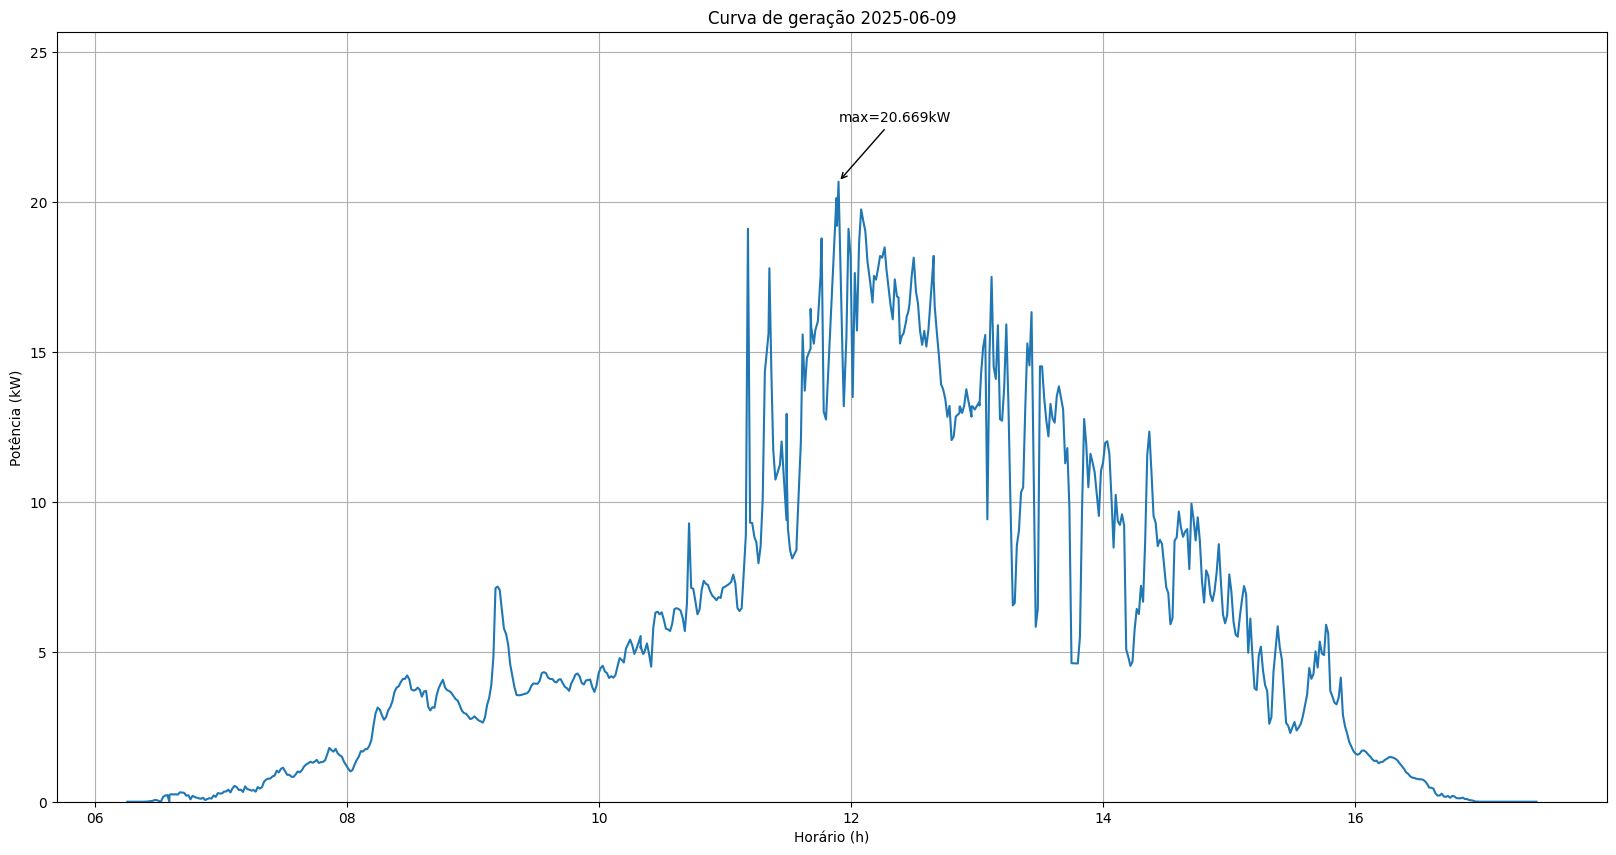 Curva de geração 2025-06-09
25
max=20.669kW
20
15
Potência (kW)
10
5
0
06 08 10 12 14 16
Horário (h)